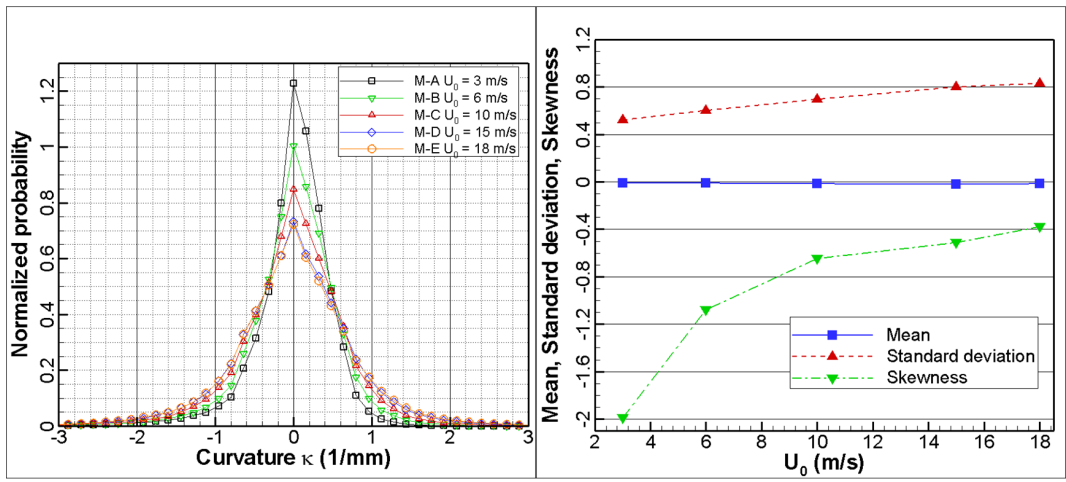 Normalized probability
1.2
1
0.8
0.6
0.4
0.2
0
-3
-2
-1
0
1
2
3
Curvature κ (1/mm)
M-A U0 = 3 m/s
M-B U0 = 6 m/s
M-C U0 = 10 m/s
M-D U0 = 15 m/s
M-E U0 = 18 m/s
Mean, Standard deviation, Skewness
1.2
0.8
0.4
0
-0.4
-0.8
-1.2
-1.6
-2
2
4
6
8
10
12
14
16
18
U0 (m/s)
Mean
Standard deviation
Skewness